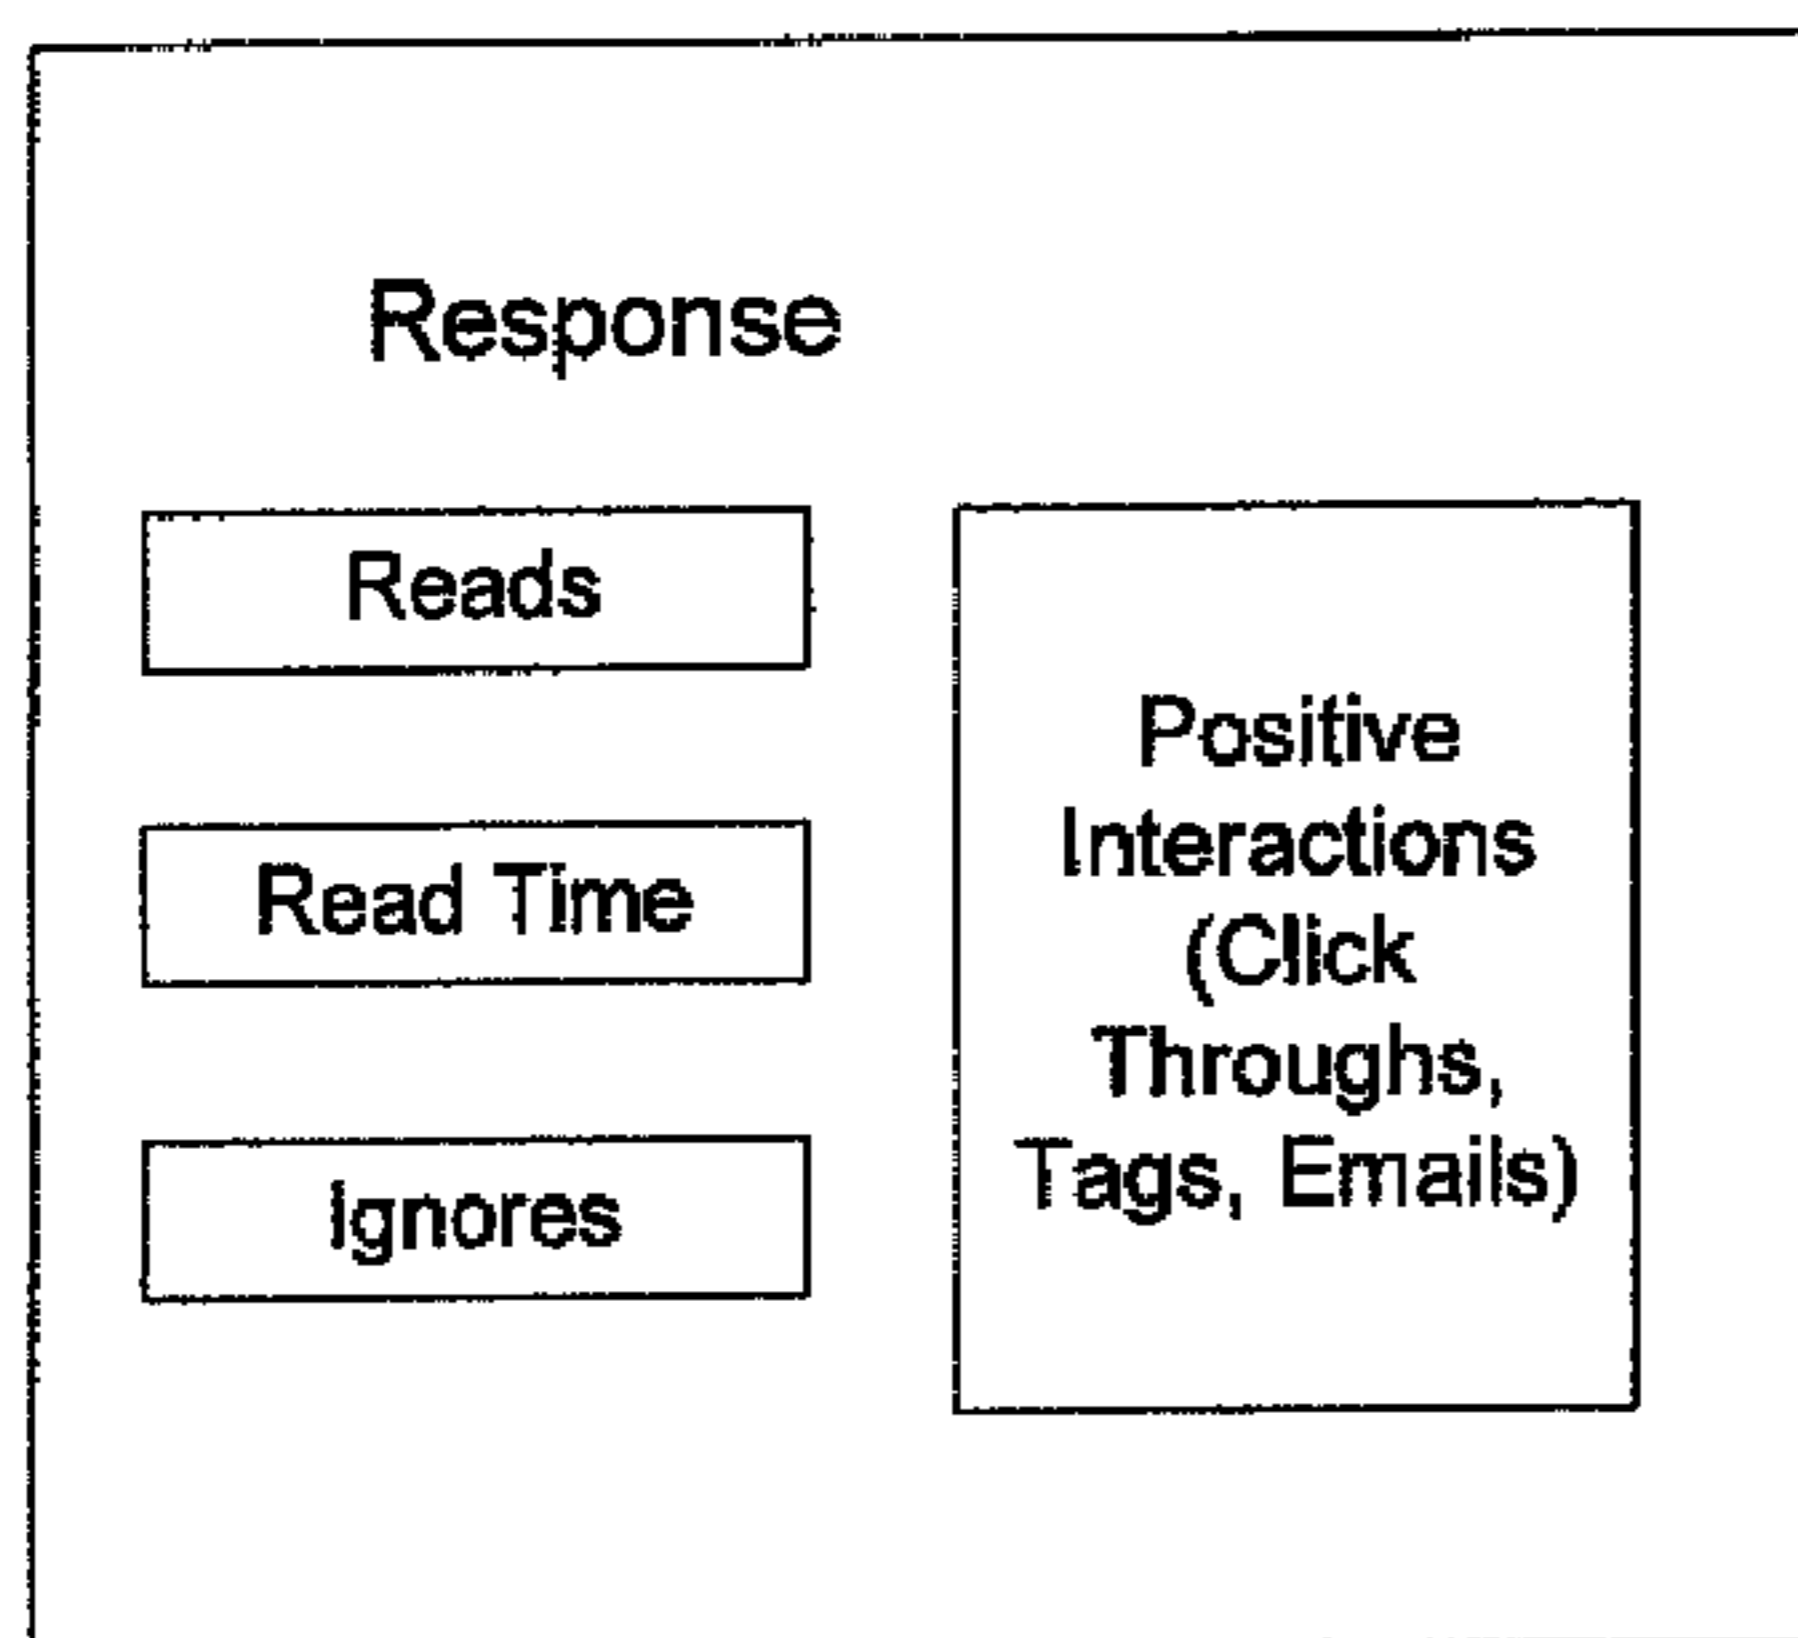 Response
Reads
Read Time
Ignores
Positive
Interactions
(Click
Throughs,
Tags, Emails)